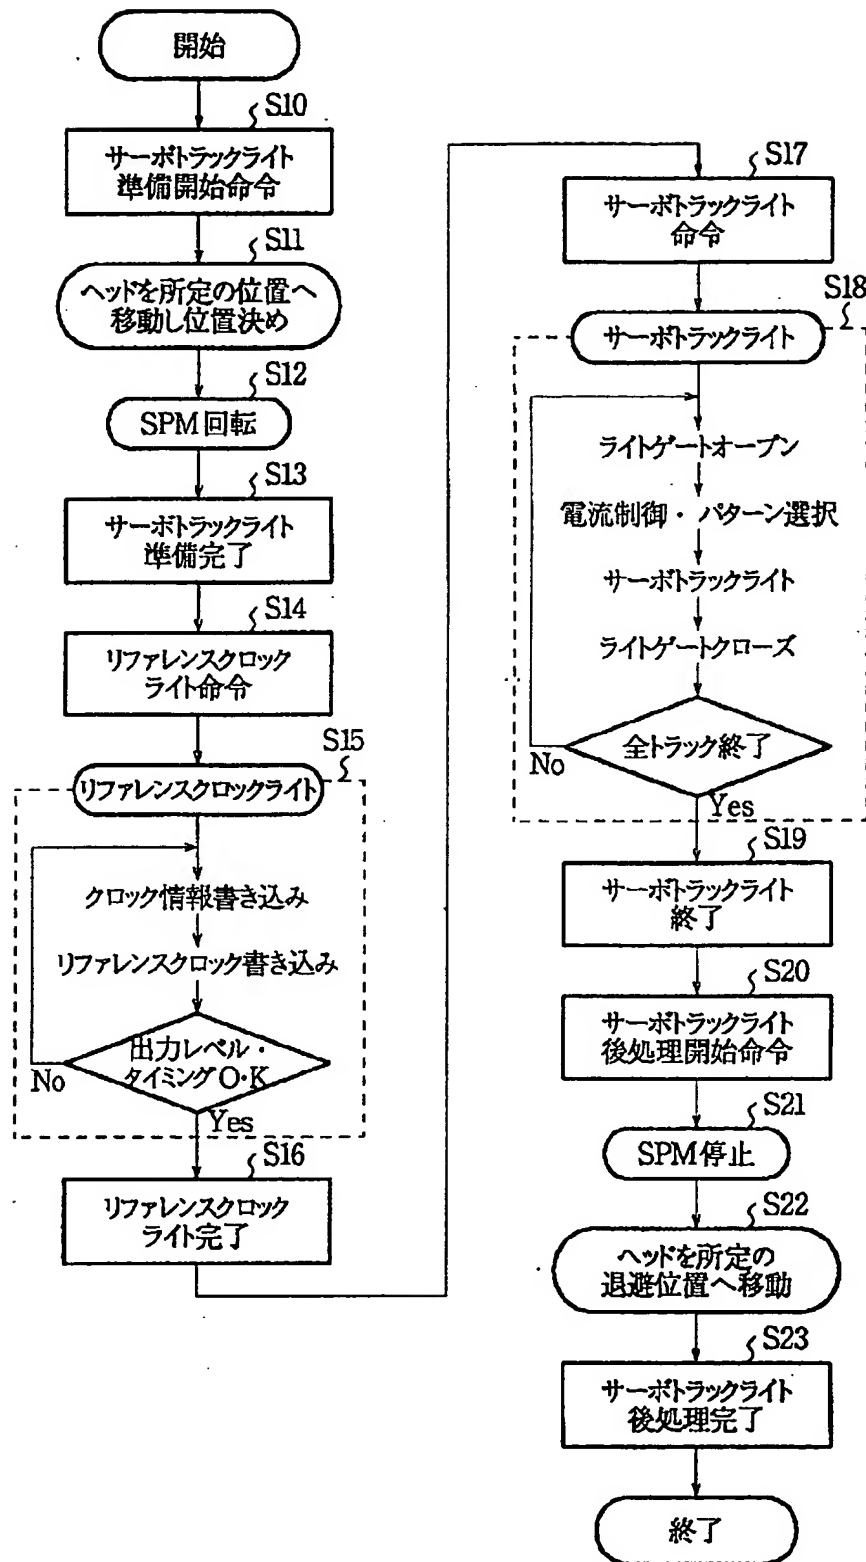 開始
S10
サーボトラックライト
準備開始命令
S11
ヘッドを所定の位置へ
移動し位置決め
S12
SPM回転
S13
サーボトラックライト
準備完了
S14
リファレンスクロック
ライト命令
S15
リファレンスクロックライト
クロック情報書き込み
リファレンスクロック書き込み
出力レベル・
タイミングO・K
No
Yes
S16
リファレンスクロック
ライト完了
S17
サーボトラックライト
命令
S18
サーボトラックライト
ライトゲートオープン
電流制御・パターン選択
サーボトラックライト
ライトゲートクローズ
全トラック終了
No
Yes
S19
サーボトラックライト
終了
S20
サーボトラックライト
後処理開始命令
S21
SPM停止
S22
ヘッドを所定の
退避位置へ移動
S23
サーボトラックライト
後処理完了
終了